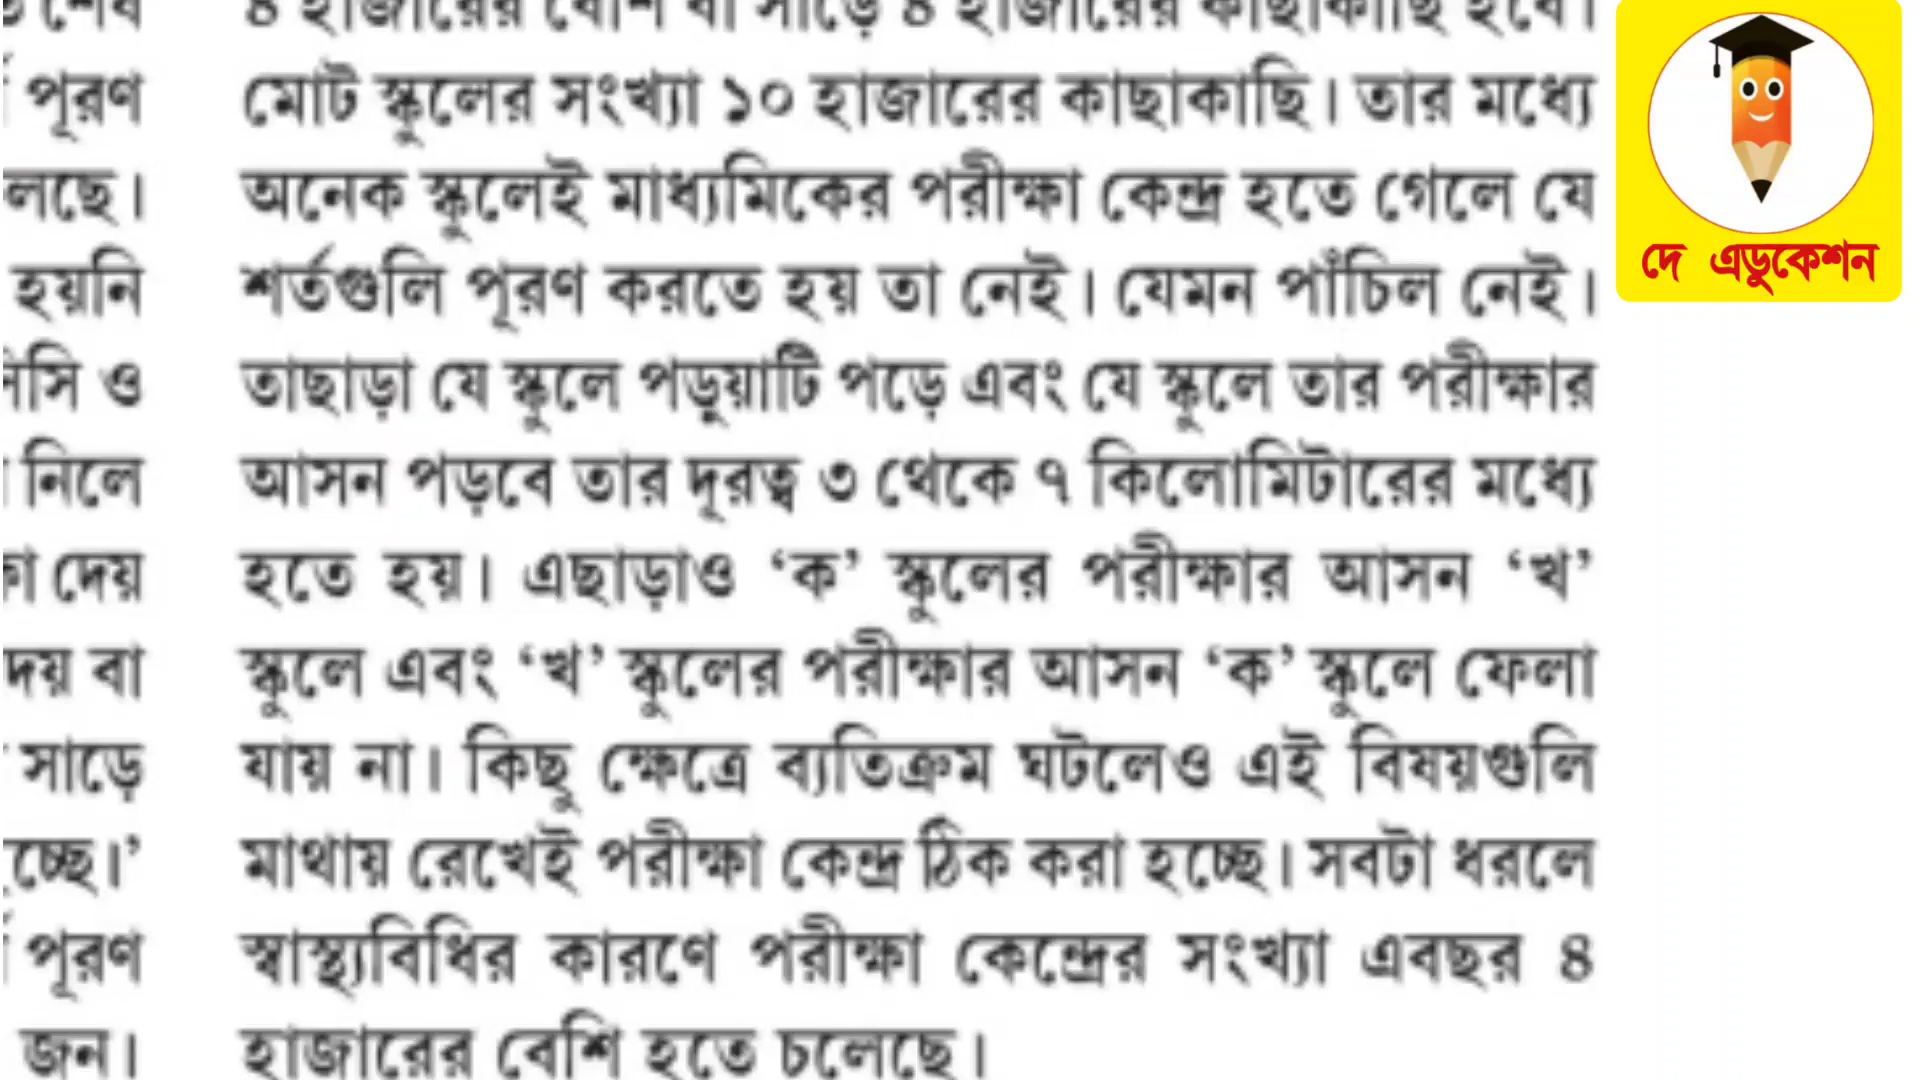 ৪ হাজারের বেশি বা সাড়ে ৪ হাজারের কাছাকাছি হবে।
মোট স্কুলের সংখ্যা ১০ হাজারের কাছাকাছি। তার মধ্যে
অনেক স্কুলেই মাধ্যমিকের পরীক্ষা কেন্দ্র হতে গেলে যে
শর্তগুলি পূরণ করতে হয় তা নেই। যেমন পাঁচিল নেই।
তাছাড়া যে স্কুলে পড়ুয়াটি পড়ে এবং যে স্কুলে তার পরীক্ষার
আসন পড়বে তার দূরত্ব ৩ থেকে ৭ কিলোমিটারের মধ্যে
হতে হয়। এছাড়াও ‘ক’ স্কুলের পরীক্ষার আসন ‘খ’
স্কুলে এবং ‘খ’ স্কুলের পরীক্ষার আসন ‘ক’ স্কুলে ফেলা
যায় না। কিছু ক্ষেত্রে ব্যতিক্রম ঘটলেও এই বিষয়গুলি
মাথায় রেখেই পরীক্ষা কেন্দ্র ঠিক করা হচ্ছে। সবটা ধরলে
স্বাস্থ্যবিধির কারণে পরীক্ষা কেন্দ্রের সংখ্যা এবছর ৪
হাজারের বেশি হতে চলেছে।
শেষ
পূরণ
হয়নি
ও
নিলে
দেয়
বা
সাড়ে
পূরণ
জন।
দে এডুকেশন